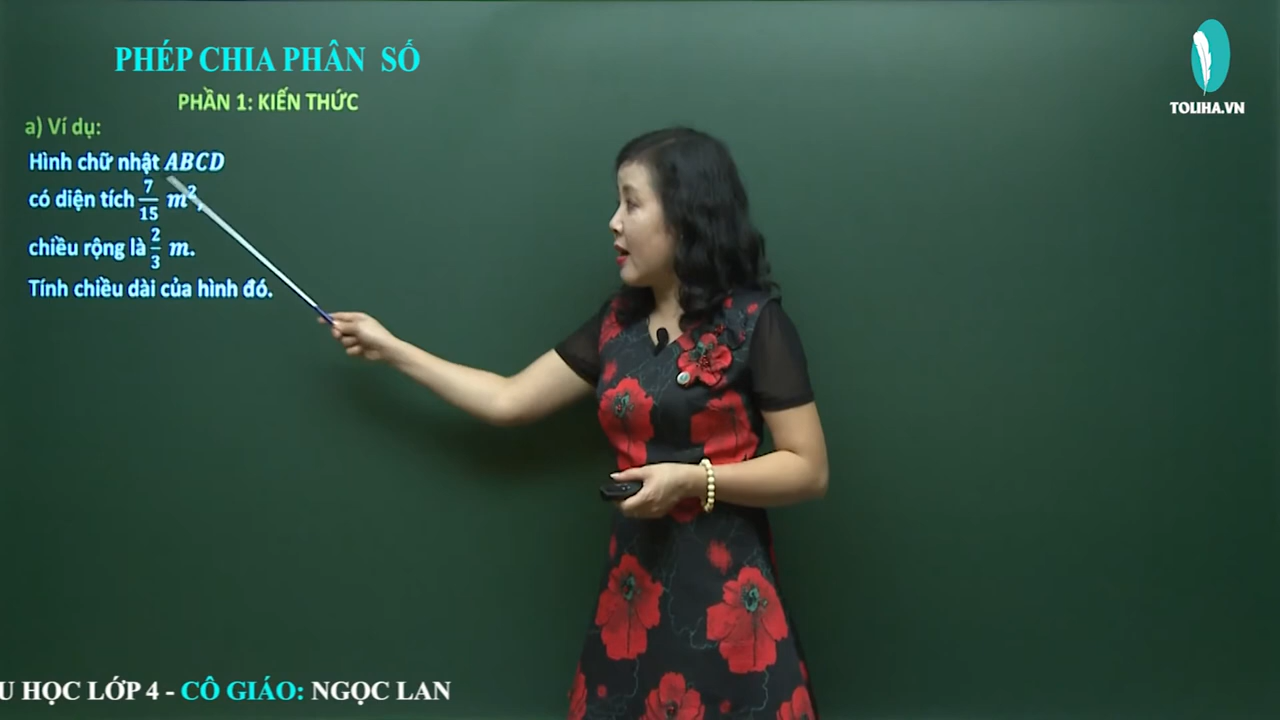 PHÉP CHIA PHÂN SỐ
PHẦN 1: KIẾN THỨC
a) Ví dụ:
Hình chữ nhật ABCD
có diện tích 7/15 m²,
chiều rộng là 2/3 m.
Tính chiều dài của hình đó.
TOLIHA.VN
U HỌC LỚP 4 - CÔ GIÁO: NGỌC LAN